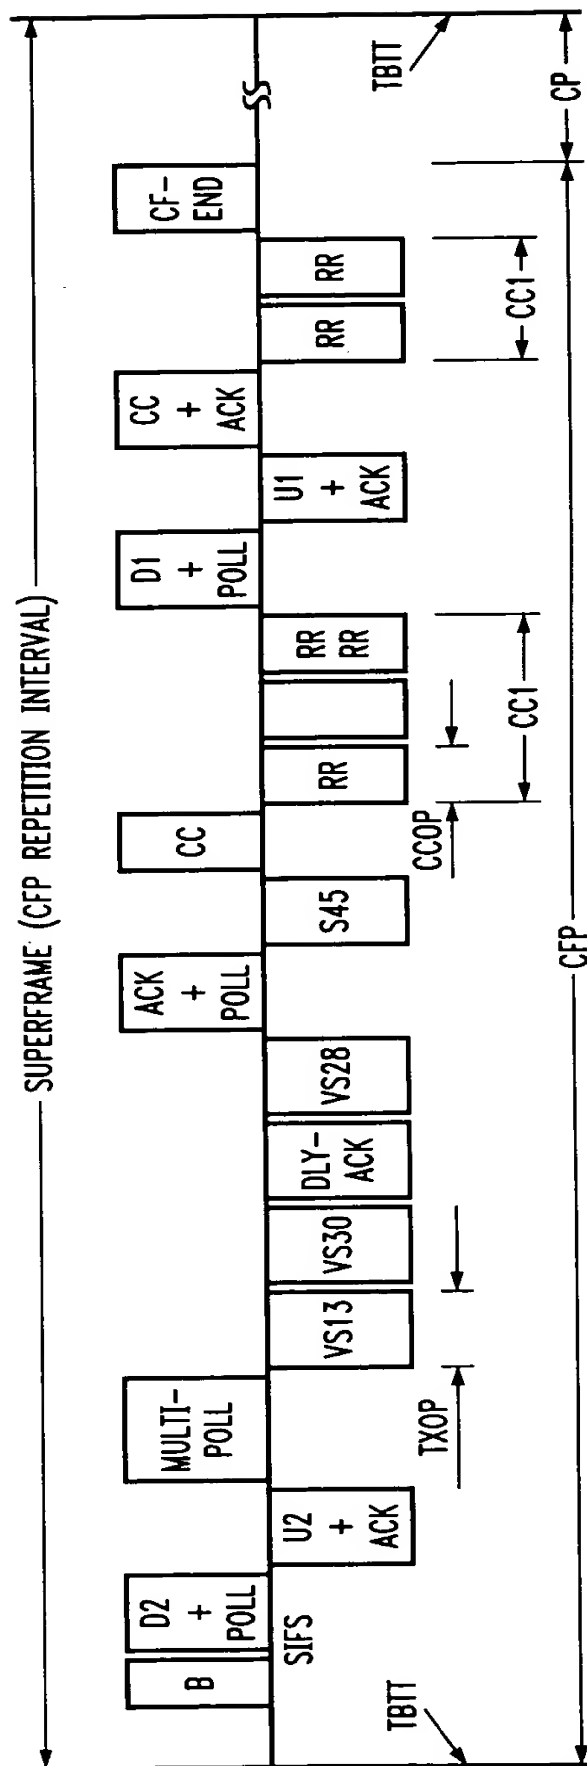 SUPERFRAME (CFP REPETITION INTERVAL)
B
D2
+
POLL
MULTI-
POLL
ACK
+
POLL
CC
D1
+
POLL
CC
+
ACK
CF-
END
SIFS
U2
+
ACK
VS13
VS30
DLY-
ACK
VS28
S45
RR
RR
RR
U1
+
ACK
RR
RR
TBTT
TXOP
CCOP
CC1
CC1
TBTT
CFP
CP